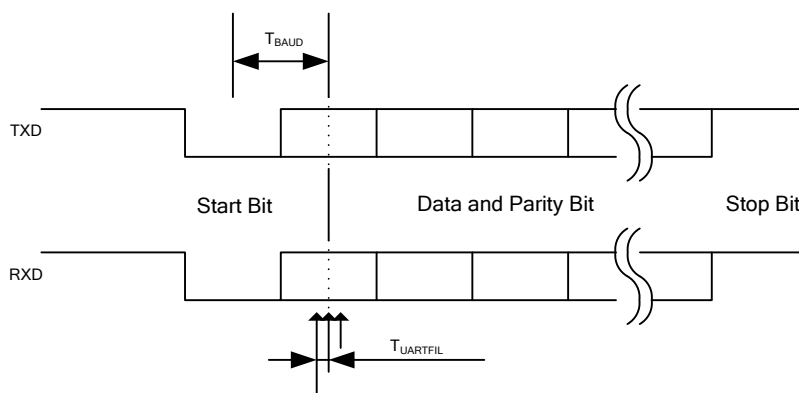 TBAUD
TXD
Start Bit
Data and Parity Bit
Stop Bit
RXD
TUARTFIL